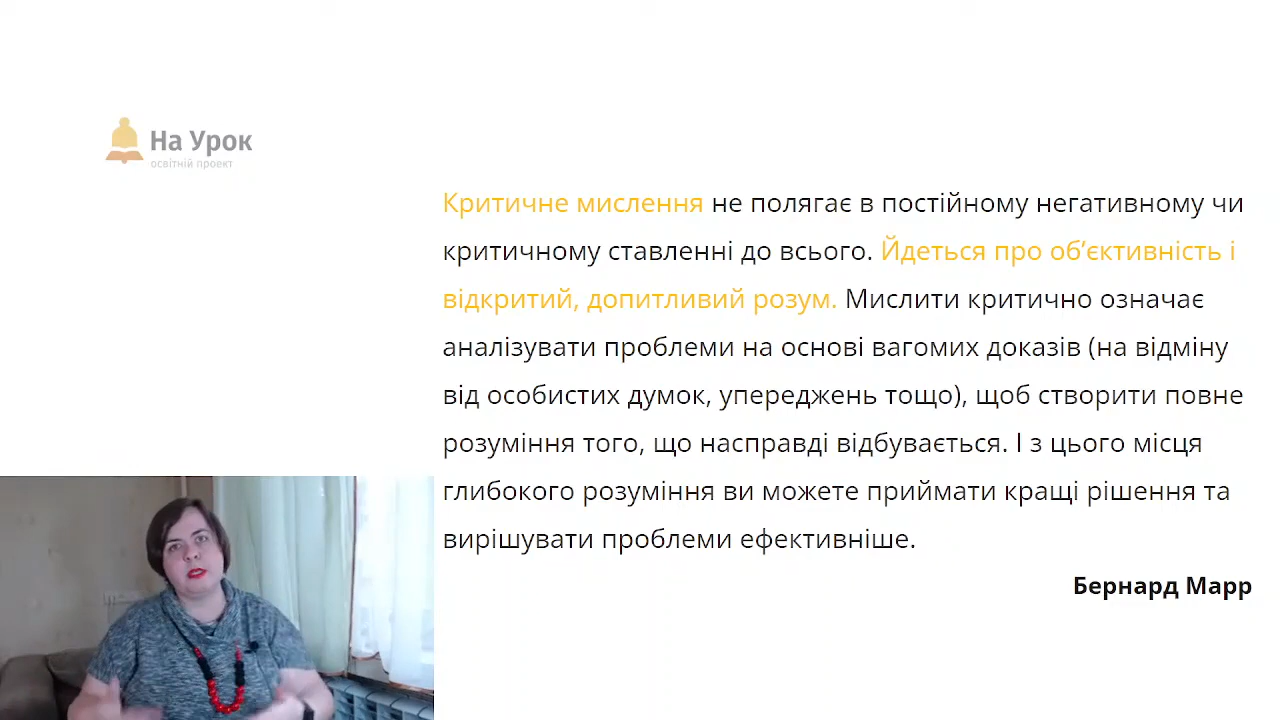 На Урок
освітній проект
Критичне мислення не полягає в постійному негативному чи
критичному ставленні до всього. Йдеться про об‘єктивність і
відкритий, допитливий розум. Мислити критично означає
аналізувати проблеми на основі вагомих доказів (на відміну
від особистих думок, упереджень тощо), щоб створити повне
розуміння того, що насправді відбувається. І з цього місця
глибокого розуміння ви можете приймати кращі рішення та
вирішувати проблеми ефективніше.
Бернард Марр